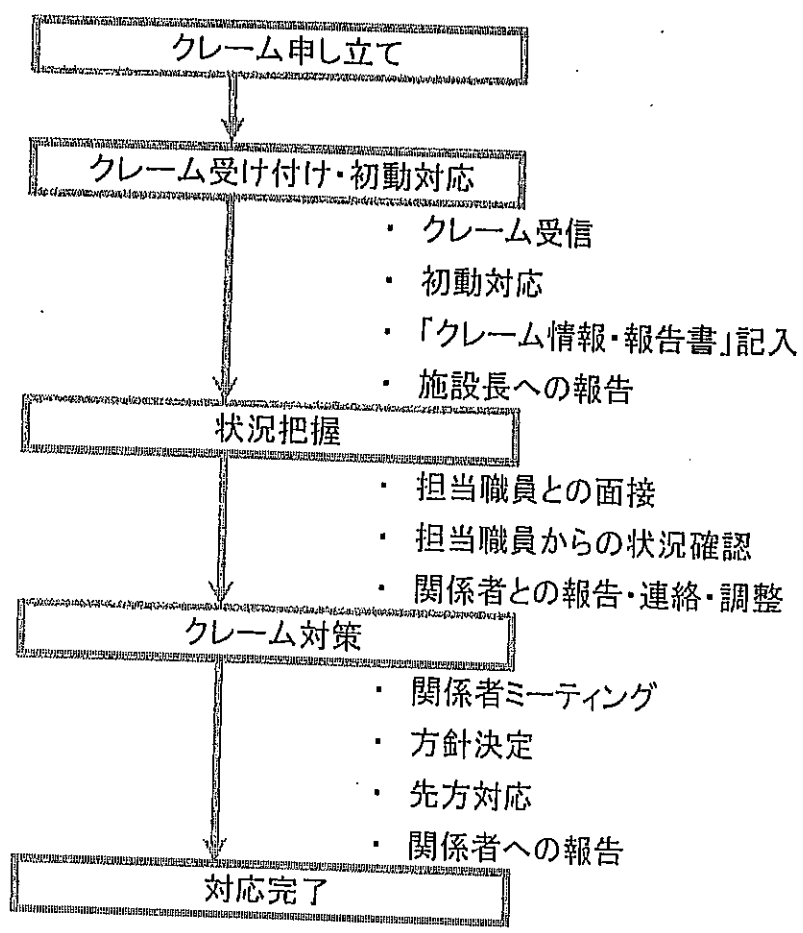 クレーム申し立て
クレーム受け付け・初動対応
・ クレーム受信
・ 初動対応
・ 「クレーム情報・報告書」記入
・ 施設長への報告
状況把握
・ 担当職員との面接
・ 担当職員からの状況確認
・ 関係者との報告・連絡・調整
クレーム対策
・ 関係者ミーティング
・ 方針決定
・ 先方対応
・ 関係者への報告
対応完了